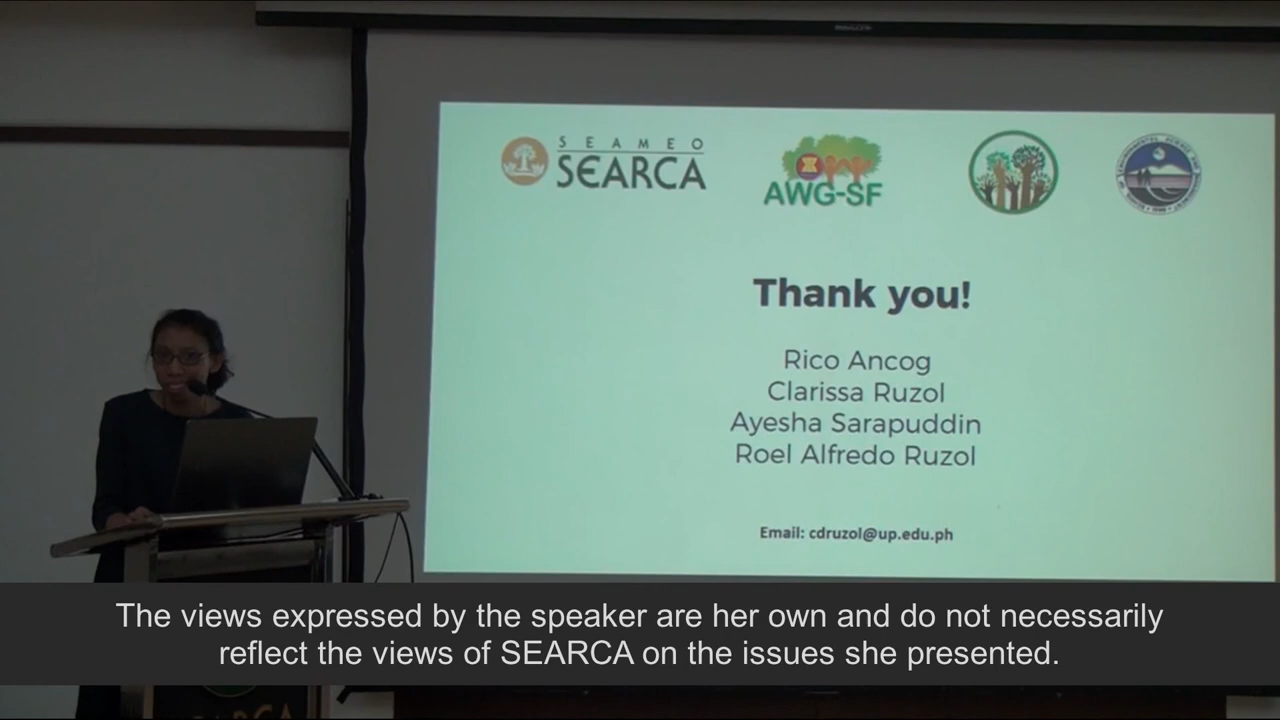 SEAMEO
SEARCA
AWG-SF
Thank you!
Rico Ancog
Clarissa Ruzol
Ayesha Sarapuddin
Roel Alfredo Ruzol
Email: cdruzol@up.edu.ph
The views expressed by the speaker are her own and do not necessarily
reflect the views of SEARCA on the issues she presented.
SEARCA